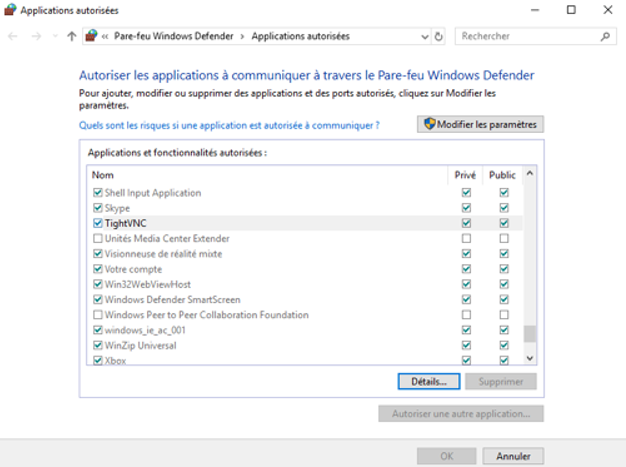 Applications autorisées
« Pare-feu Windows Defender > Applications autorisées
Rechercher
Autoriser les applications à communiquer à travers le Pare-feu Windows Defender
Pour ajouter, modifier ou supprimer des applications et des ports autorisés, cliquez sur Modifier les
paramètres.
Quels sont les risques si une application est autorisée à communiquer ?
Modifier les paramètres
Applications et fonctionnalités autorisées :
Nom Privé Public
Shell Input Application
Skype
TightVNC
Unités Media Center Extender
Visionneuse de réalité mixte
Votre compte
Win32WebViewHost
Windows Defender SmartScreen
Windows Peer to Peer Collaboration Foundation
windows_ie_ac_001
WinZip Universal
Xbox
Détails... Supprimer
Autoriser une autre application...
OK Annuler